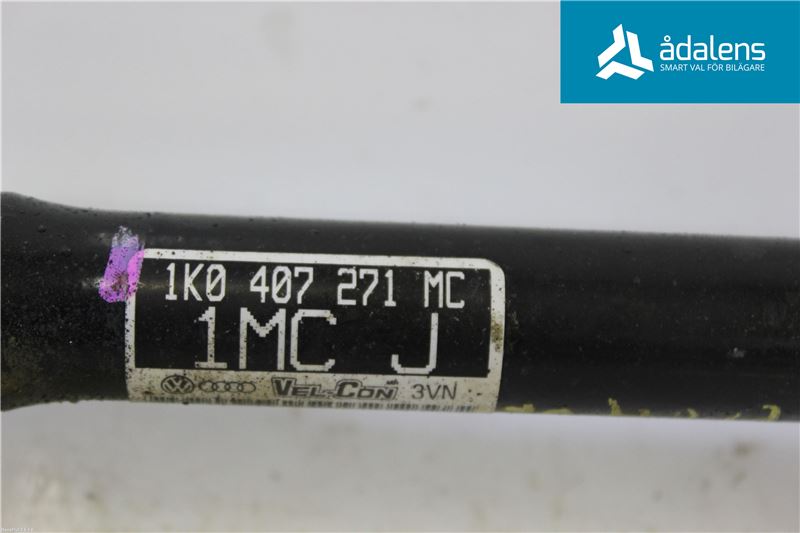 ådalens
SMART VAL FÖR BILÄGARE
1K0 407 271 MC
1MC J
VEL-CON 3VN